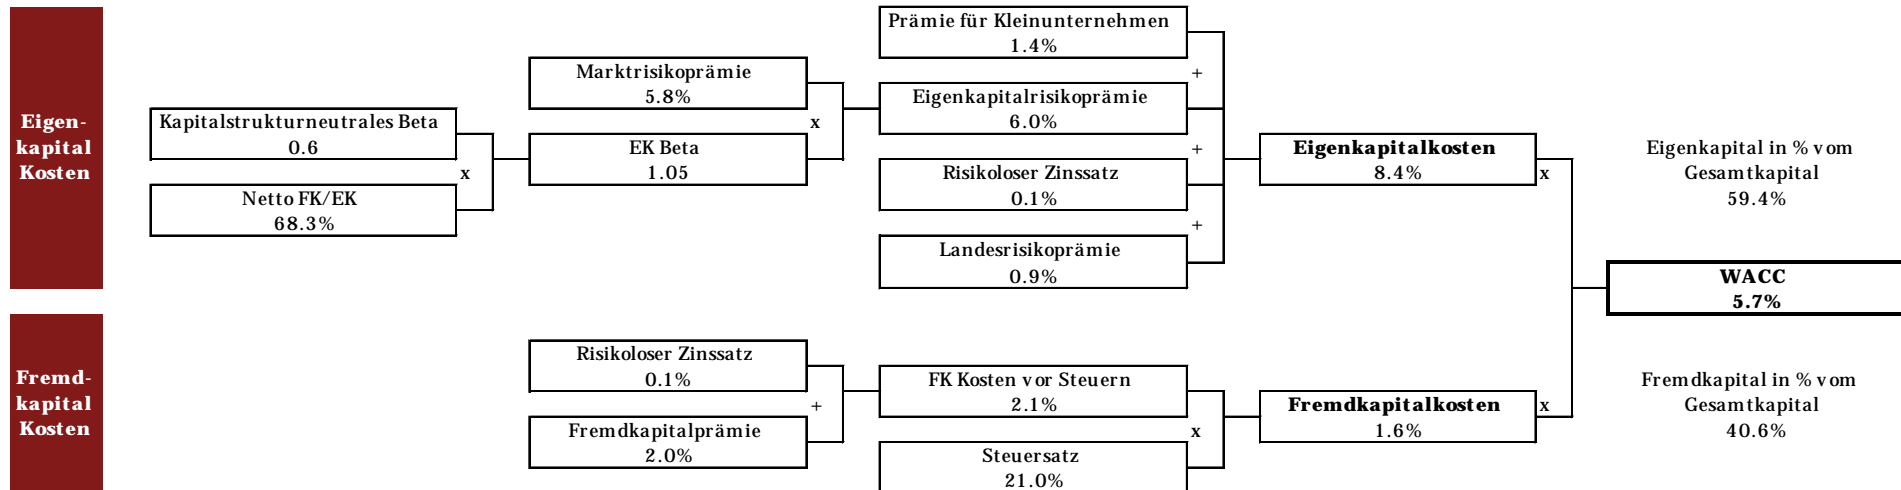 Eigen-
kapital
Kosten
Kapitalstrukturneutrales Beta
0.6
x
Netto FK/EK
68.3%
Marktrisikoprämie
5.8%
x
EK Beta
1.05
Prämie für Kleinunternehmen
1.4%
+
Eigenkapitalrisikoprämie
6.0%
+
Risikoloser Zinssatz
0.1%
+
Landesrisikoprämie
0.9%
Eigenkapitalkosten
8.4%
x
Eigenkapital in % vom
Gesamtkapital
59.4%
WACC
5.7%
Fremd-
kapital
Kosten
Risikoloser Zinssatz
0.1%
+
Fremdkapitalprämie
2.0%
FK Kosten vor Steuern
2.1%
x
Steuersatz
21.0%
Fremdkapitalkosten
1.6%
x
Fremdkapital in % vom
Gesamtkapital
40.6%